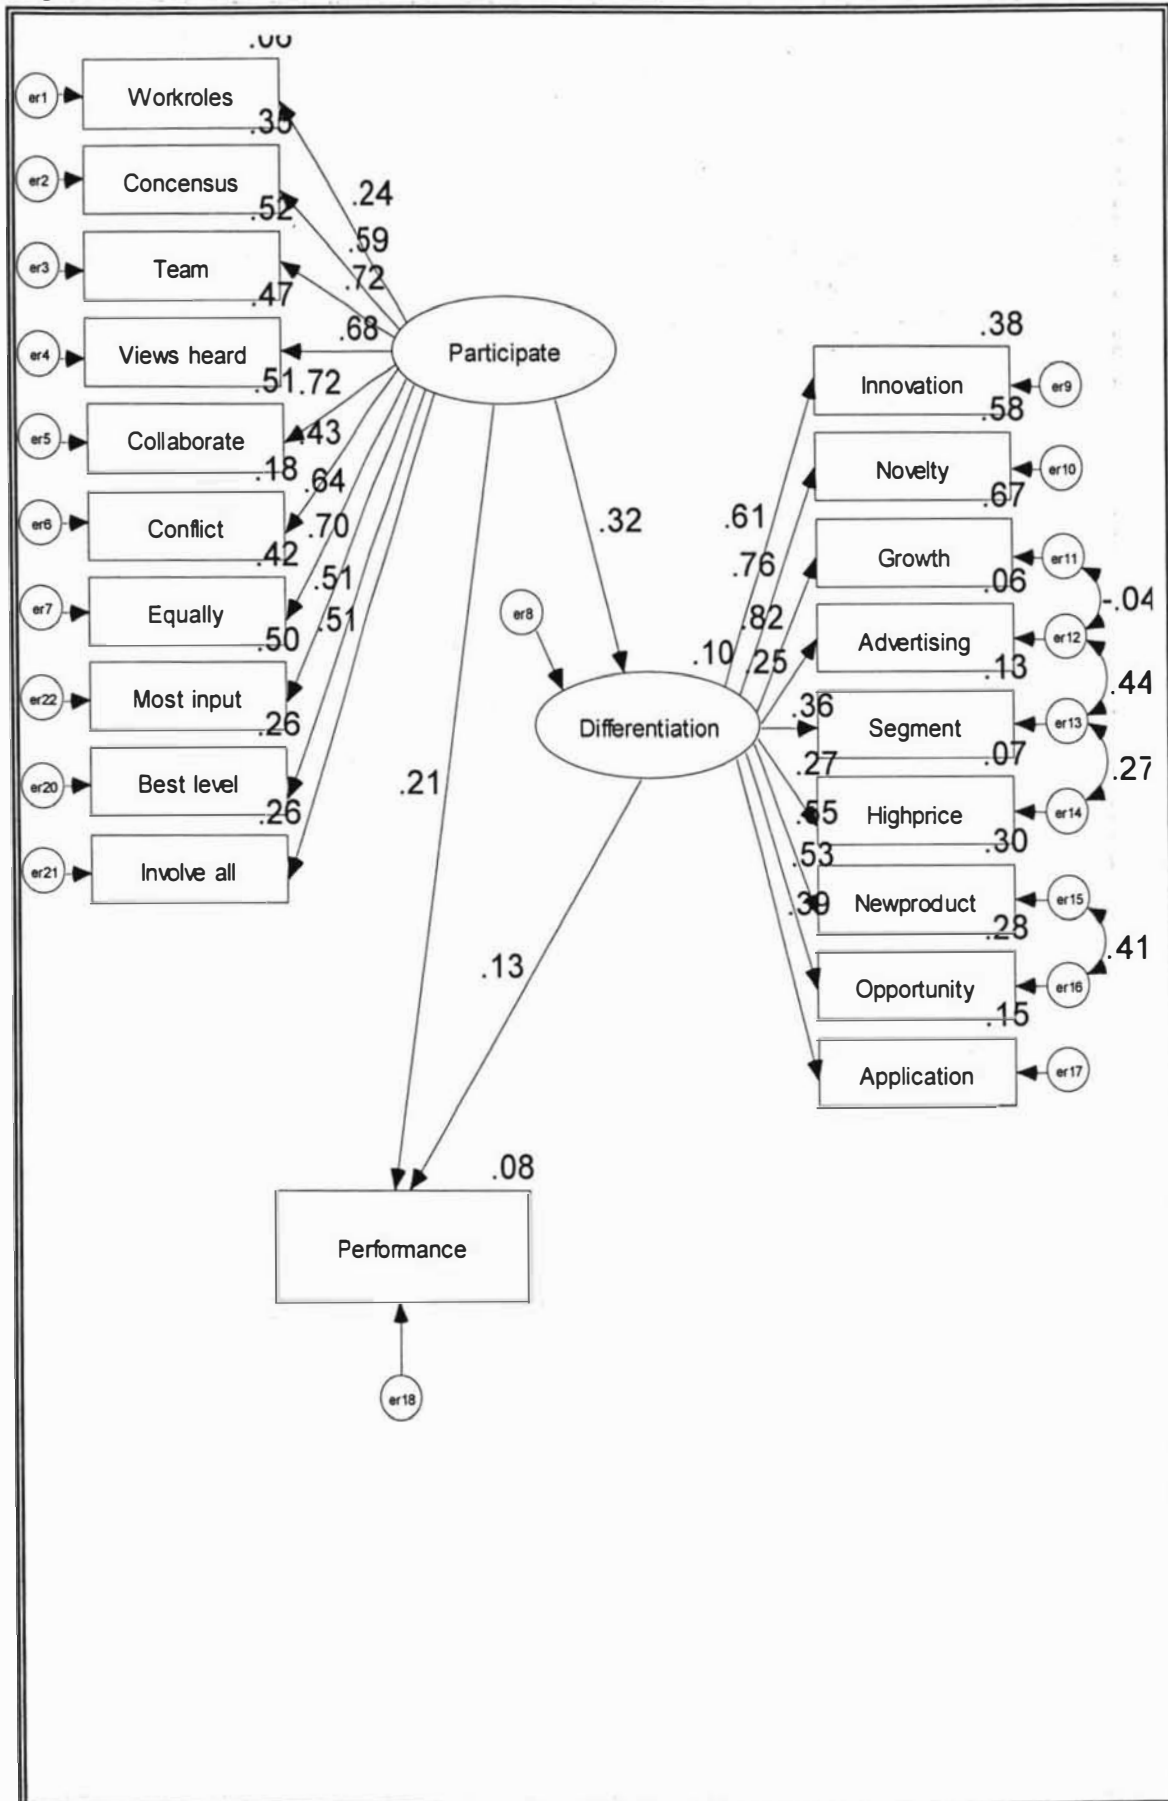 er1
Workroles
.35
er2
Concensus
.52
er3
Team
.47
er4
Views heard
.51
er5
Collaborate
.18
er6
Conflict
.42
er7
Equally
.50
er22
Most input
.26
er20
Best level
.26
er21
Involve all
.24
.59
.72
.68
.72
.43
.64
.70
.51
.51
Participate
.32
.21
er8
.10
Differentiation
.13
.61
.76
.82
.25
.36
.27
.55
.53
.39
.38
Innovation
er9
.58
Novelty
er10
.67
Growth
er11
.06
-.04
Advertising
er12
.13
.44
Segment
er13
.07
.27
Highprice
er14
.30
Newproduct
er15
.28
.41
Opportunity
er16
.15
Application
er17
.08
Performance
er18